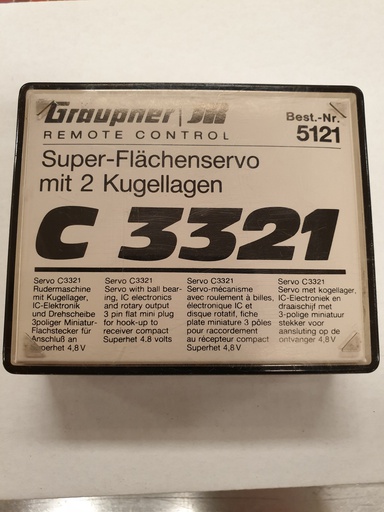 Graupner JR
REMOTE CONTROL
Best.-Nr.
5121
Super-Flächenservo
mit 2 Kugellagen
C 3321
Servo C3321
Rudermaschine
mit Kugellager,
IC-Elektronik
und Drehscheibe
3poliger Miniatur-
Flachstecker für
Anschluß an
Superhet 4,8V
Servo C3321
Servo with ball bear-
ing, IC electronics
and rotary output
3 pin flat mini plug
for hook-up to
receiver compact
Superhet 4.8 volts
Servo C3321
Servo-mécanisme
avec roulement à billes,
électronique IC et
disque rotatif, fiche
plate miniature 3 pôles
pour raccordement
au récepteur compact
Superhet 4,8V
Servo C3321
Servo met kogellager,
IC-Electroniek en
draaischijf met
3-polige miniatuur
stekker voor
aansluting op de
ontvanger 4,8V